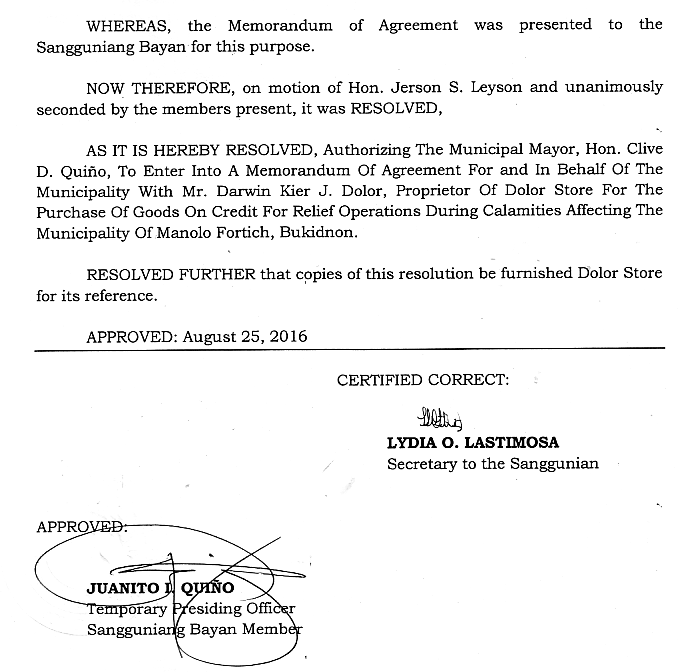 WHEREAS, the Memorandum of Agreement was presented to the
Sangguniang Bayan for this purpose.
NOW THEREFORE, on motion of Hon. Jerson S. Leyson and unanimously
seconded by the members present, it was RESOLVED,
AS IT IS HEREBY RESOLVED, Authorizing The Municipal Mayor, Hon. Clive
D. Quiño, To Enter Into A Memorandum Of Agreement For and In Behalf Of The
Municipality With Mr. Darwin Kier J. Dolor, Proprietor Of Dolor Store For The
Purchase Of Goods On Credit For Relief Operations During Calamities Affecting The
Municipality Of Manolo Fortich, Bukidnon.
RESOLVED FURTHER that copies of this resolution be furnished Dolor Store
for its reference.
APPROVED: August 25, 2016
CERTIFIED CORRECT:
LYDIA O. LASTIMOSA
Secretary to the Sanggunian
APPROVED:
JUANITO QUIÑO
Temporary Presiding Officer
Sangguniang Bayan Member